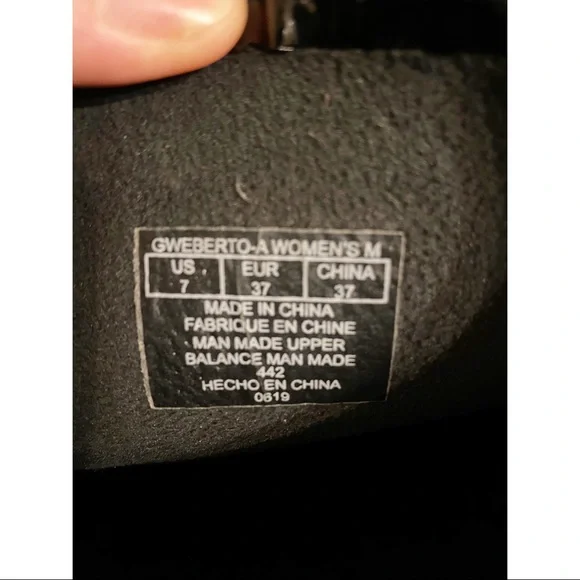 GWEBERTO-A WOMEN'S M
US EUR CHINA
7 37 37
MADE IN CHINA
FABRIQUE EN CHINE
MAN MADE UPPER
BALANCE MAN MADE
442
HECHO EN CHINA
0619